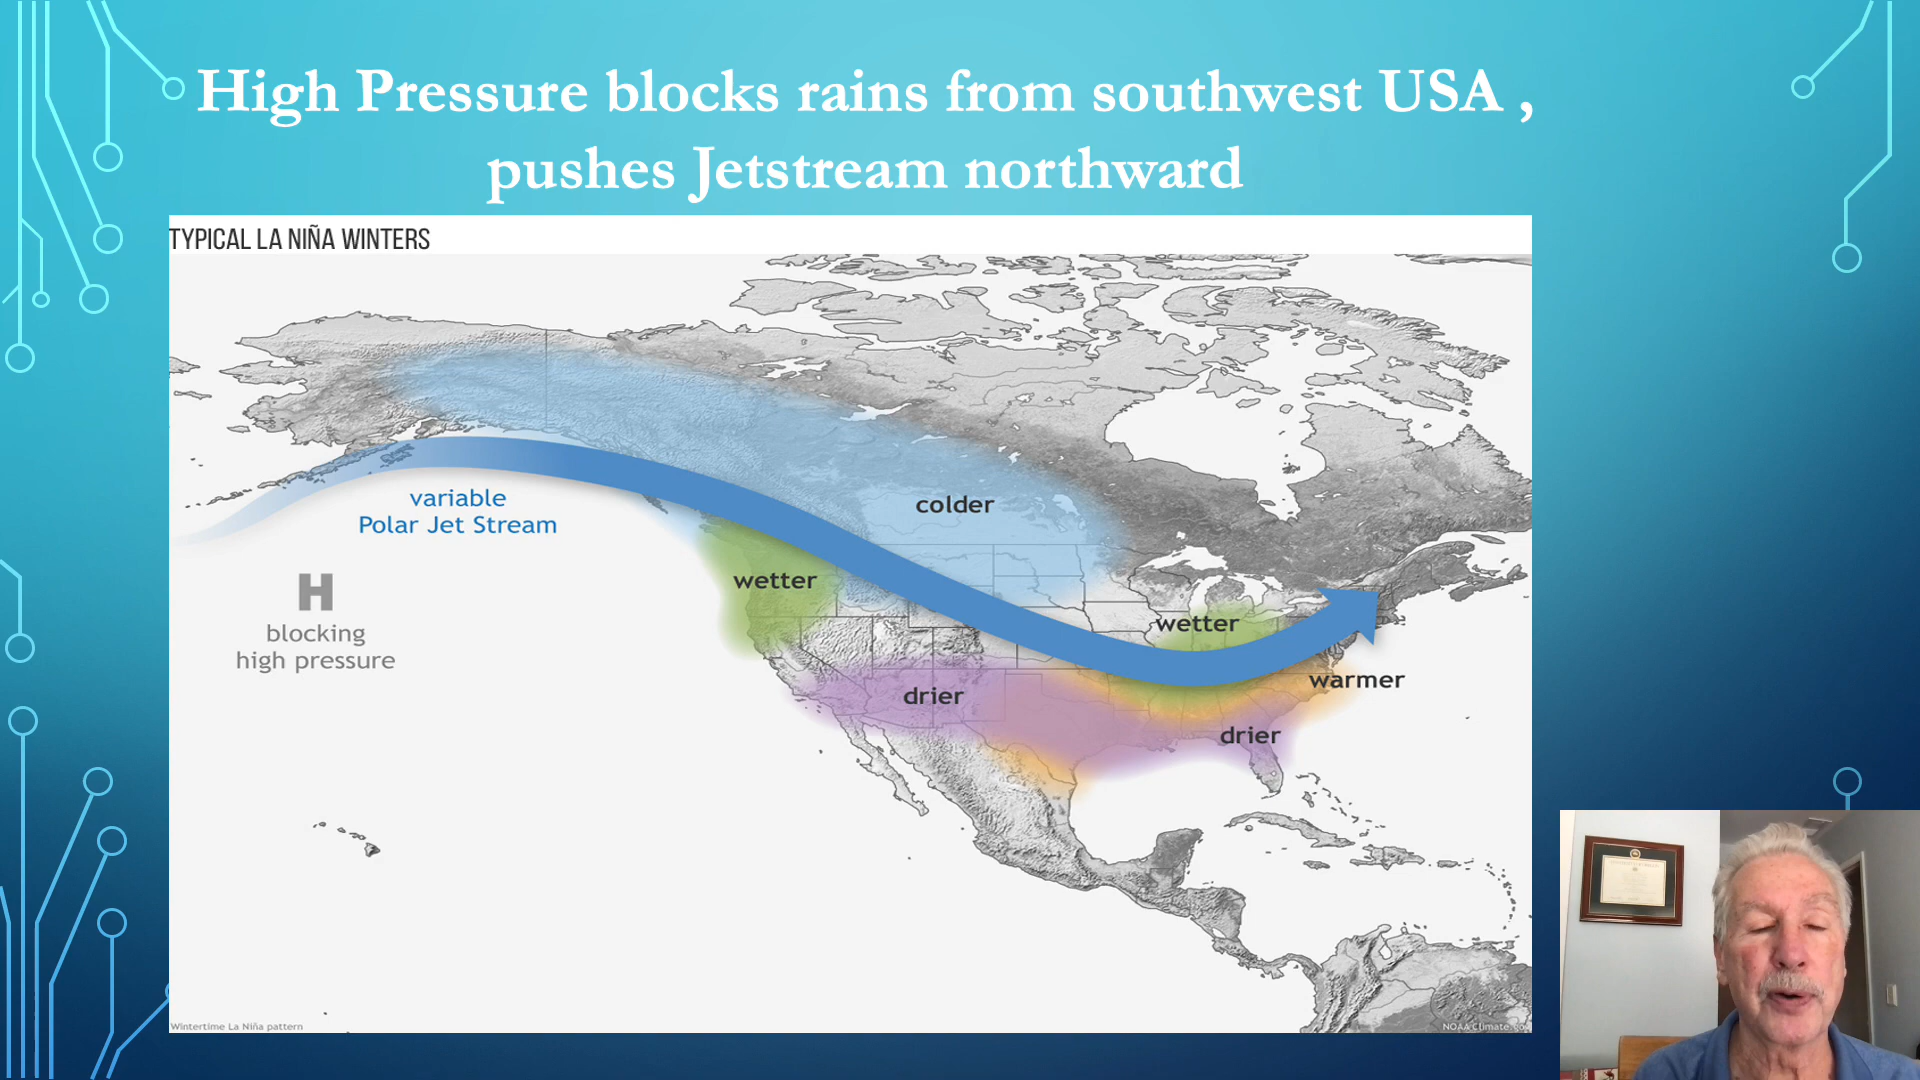 High Pressure blocks rains from southwest USA ,
pushes Jetstream northward
TYPICAL LA NIÑA WINTERS
variable
Polar Jet Stream
colder
H
blocking
high pressure
wetter
wetter
warmer
drier
drier
Wintertime La Niña pattern
NOAA Climate.go